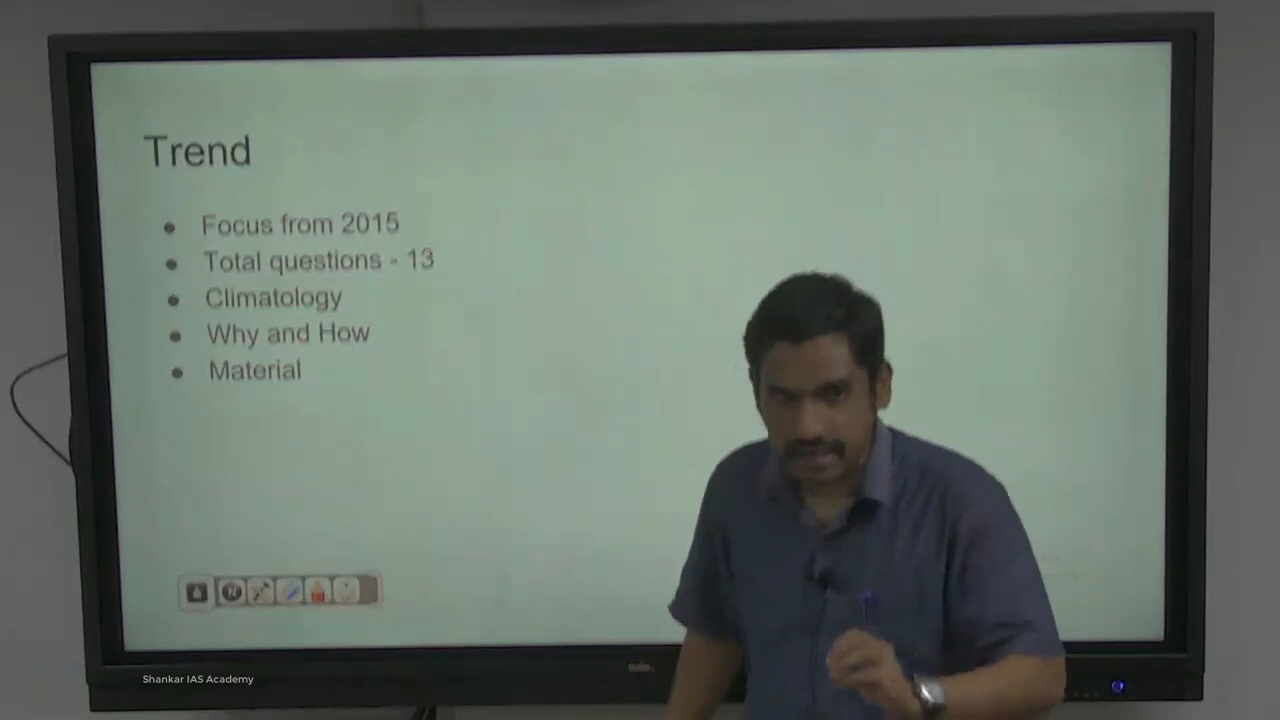 Trend
● Focus from 2015
● Total questions - 13
● Climatology
● Why and How
● Material
Shankar IAS Academy